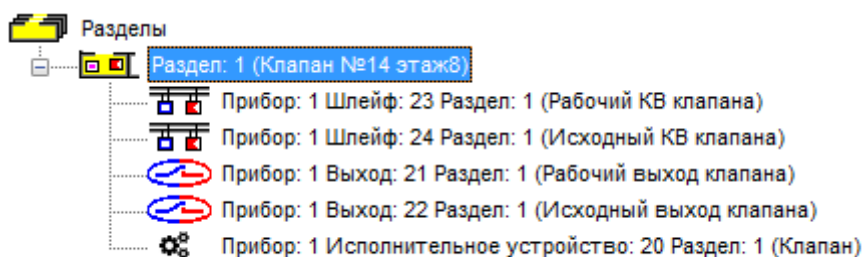 Разделы
Раздел: 1 (Клапан №14 этаж8)
Прибор: 1 Шлейф: 23 Раздел: 1 (Рабочий КВ клапана)
Прибор: 1 Шлейф: 24 Раздел: 1 (Исходный КВ клапана)
Прибор: 1 Выход: 21 Раздел: 1 (Рабочий выход клапана)
Прибор: 1 Выход: 22 Раздел: 1 (Исходный выход клапана)
Прибор: 1 Исполнительное устройство: 20 Раздел: 1 (Клапан)